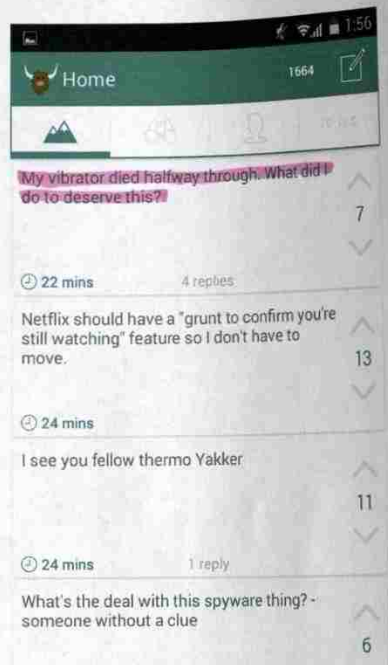 1:56
Home
1664
My vibrator died halfway through. What did I
do to deserve this?
7
22 mins
4 replies
Netflix should have a "grunt to confirm you're
still watching" feature so I don't have to
move.
13
24 mins
I see you fellow thermo Yakker
11
24 mins
1 reply
What's the deal with this spyware thing? -
someone without a clue
6